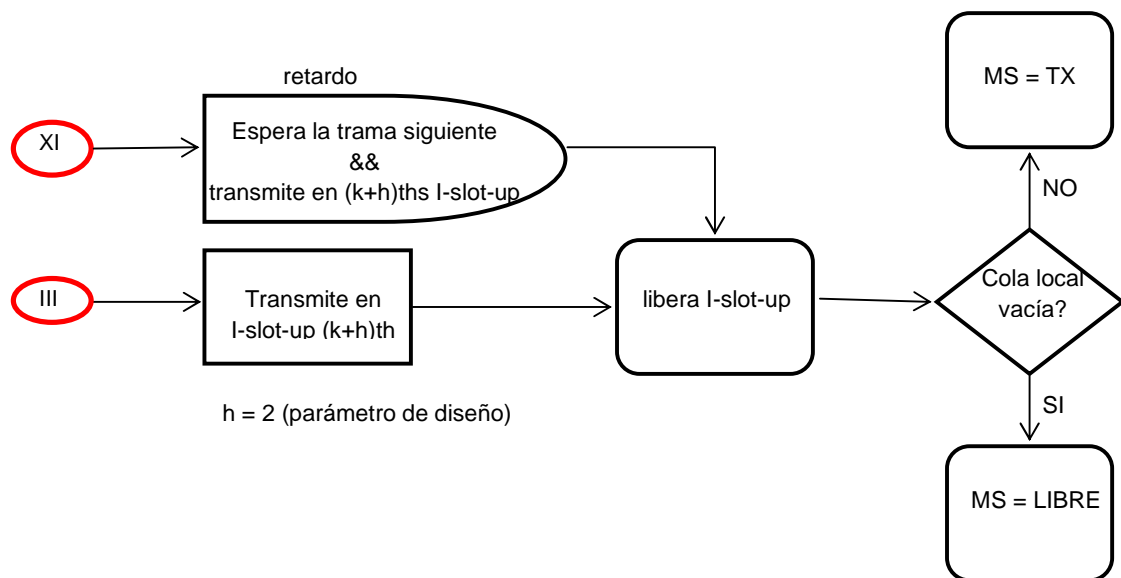 MS = TX
retardo
XI
Espera la trama siguiente
&&
transmite en (k+h)ths I-slot-up
NO
III
Transmite en
I-slot-up (k+h)th
libera I-slot-up
Cola local
vacía?
h = 2 (parámetro de diseño)
SI
MS = LIBRE